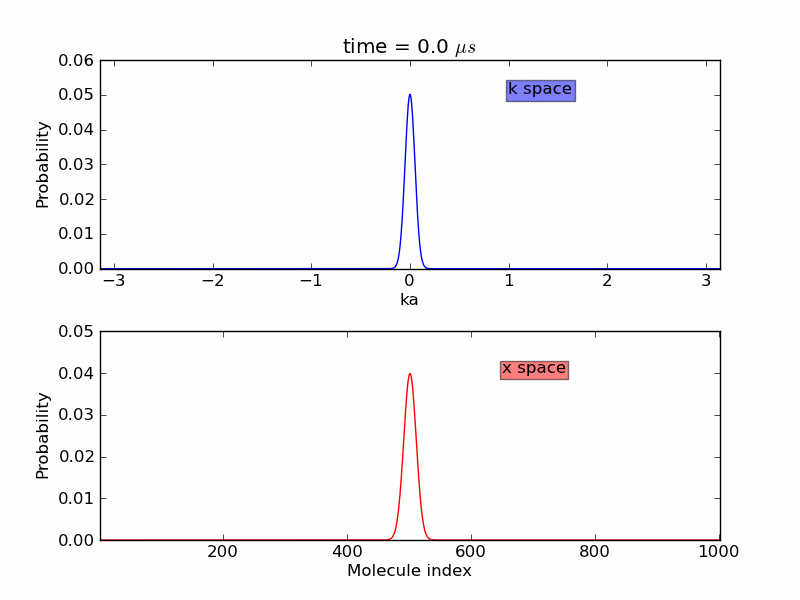 time = 0.0 μs
0.06
0.05
0.04
0.03
0.02
0.01
0.00
Probability
k space
−3 −2 −1 0 1 2 3
ka
0.05
0.04
0.03
0.02
0.01
0.00
Probability
x space
200 400 600 800 1000
Molecule index